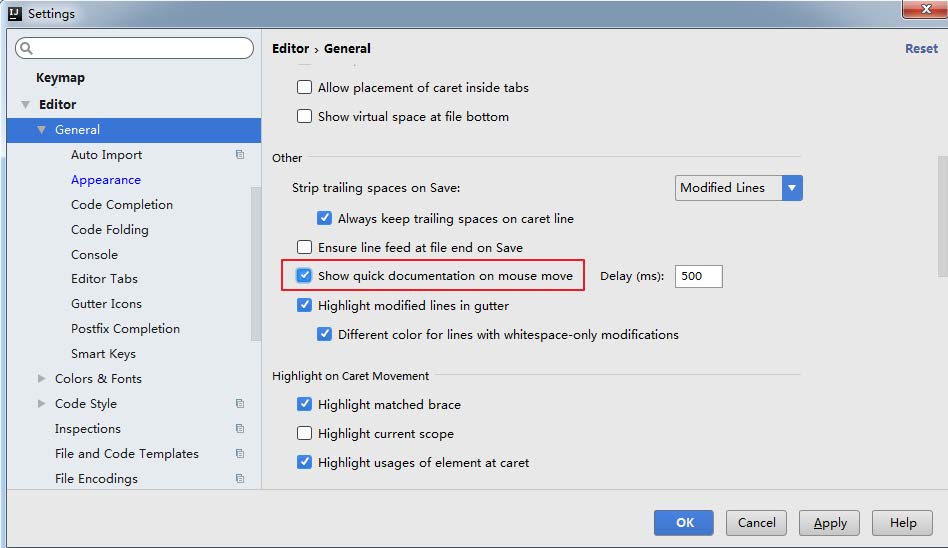 Settings
Editor › General
Reset
Keymap
Editor
General
Auto Import
Appearance
Code Completion
Code Folding
Console
Editor Tabs
Gutter Icons
Postfix Completion
Smart Keys
Colors & Fonts
Code Style
Inspections
File and Code Templates
File Encodings
Allow placement of caret inside tabs
Show virtual space at file bottom
Other
Strip trailing spaces on Save: Modified Lines
Always keep trailing spaces on caret line
Ensure line feed at file end on Save
Show quick documentation on mouse move Delay (ms): 500
Highlight modified lines in gutter
Different color for lines with whitespace-only modifications
Highlight on Caret Movement
Highlight matched brace
Highlight current scope
Highlight usages of element at caret
OK Cancel Apply Help